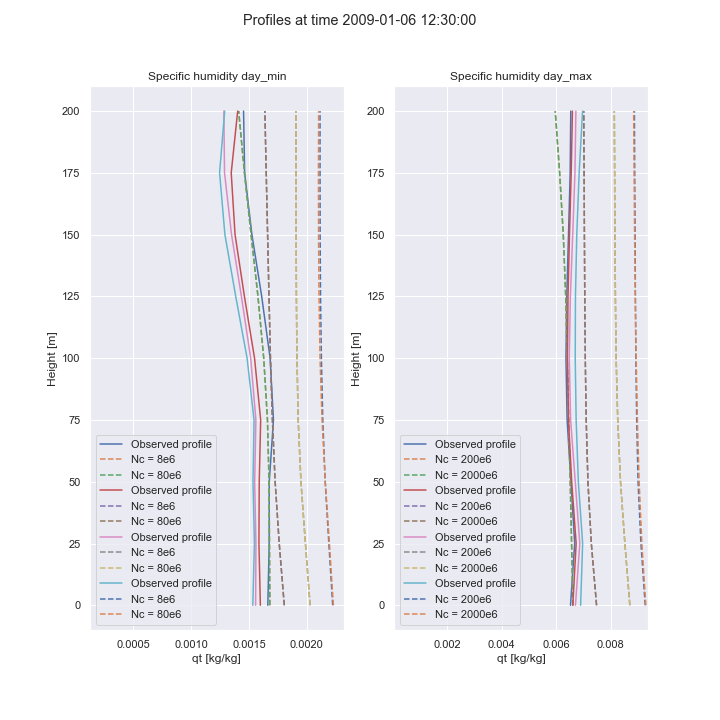 Profiles at time 2009-01-06 12:30:00
Specific humidity day_min
Height [m]
200
175
150
125
100
75
50
25
0
Observed profile
Nc = 8e6
Nc = 80e6
Observed profile
Nc = 8e6
Nc = 80e6
Observed profile
Nc = 8e6
Nc = 80e6
Observed profile
Nc = 8e6
Nc = 80e6
0.0005 0.0010 0.0015 0.0020
qt [kg/kg]
Specific humidity day_max
Height [m]
200
175
150
125
100
75
50
25
0
Observed profile
Nc = 200e6
Nc = 2000e6
Observed profile
Nc = 200e6
Nc = 2000e6
Observed profile
Nc = 200e6
Nc = 2000e6
Observed profile
Nc = 200e6
Nc = 2000e6
0.002 0.004 0.006 0.008
qt [kg/kg]